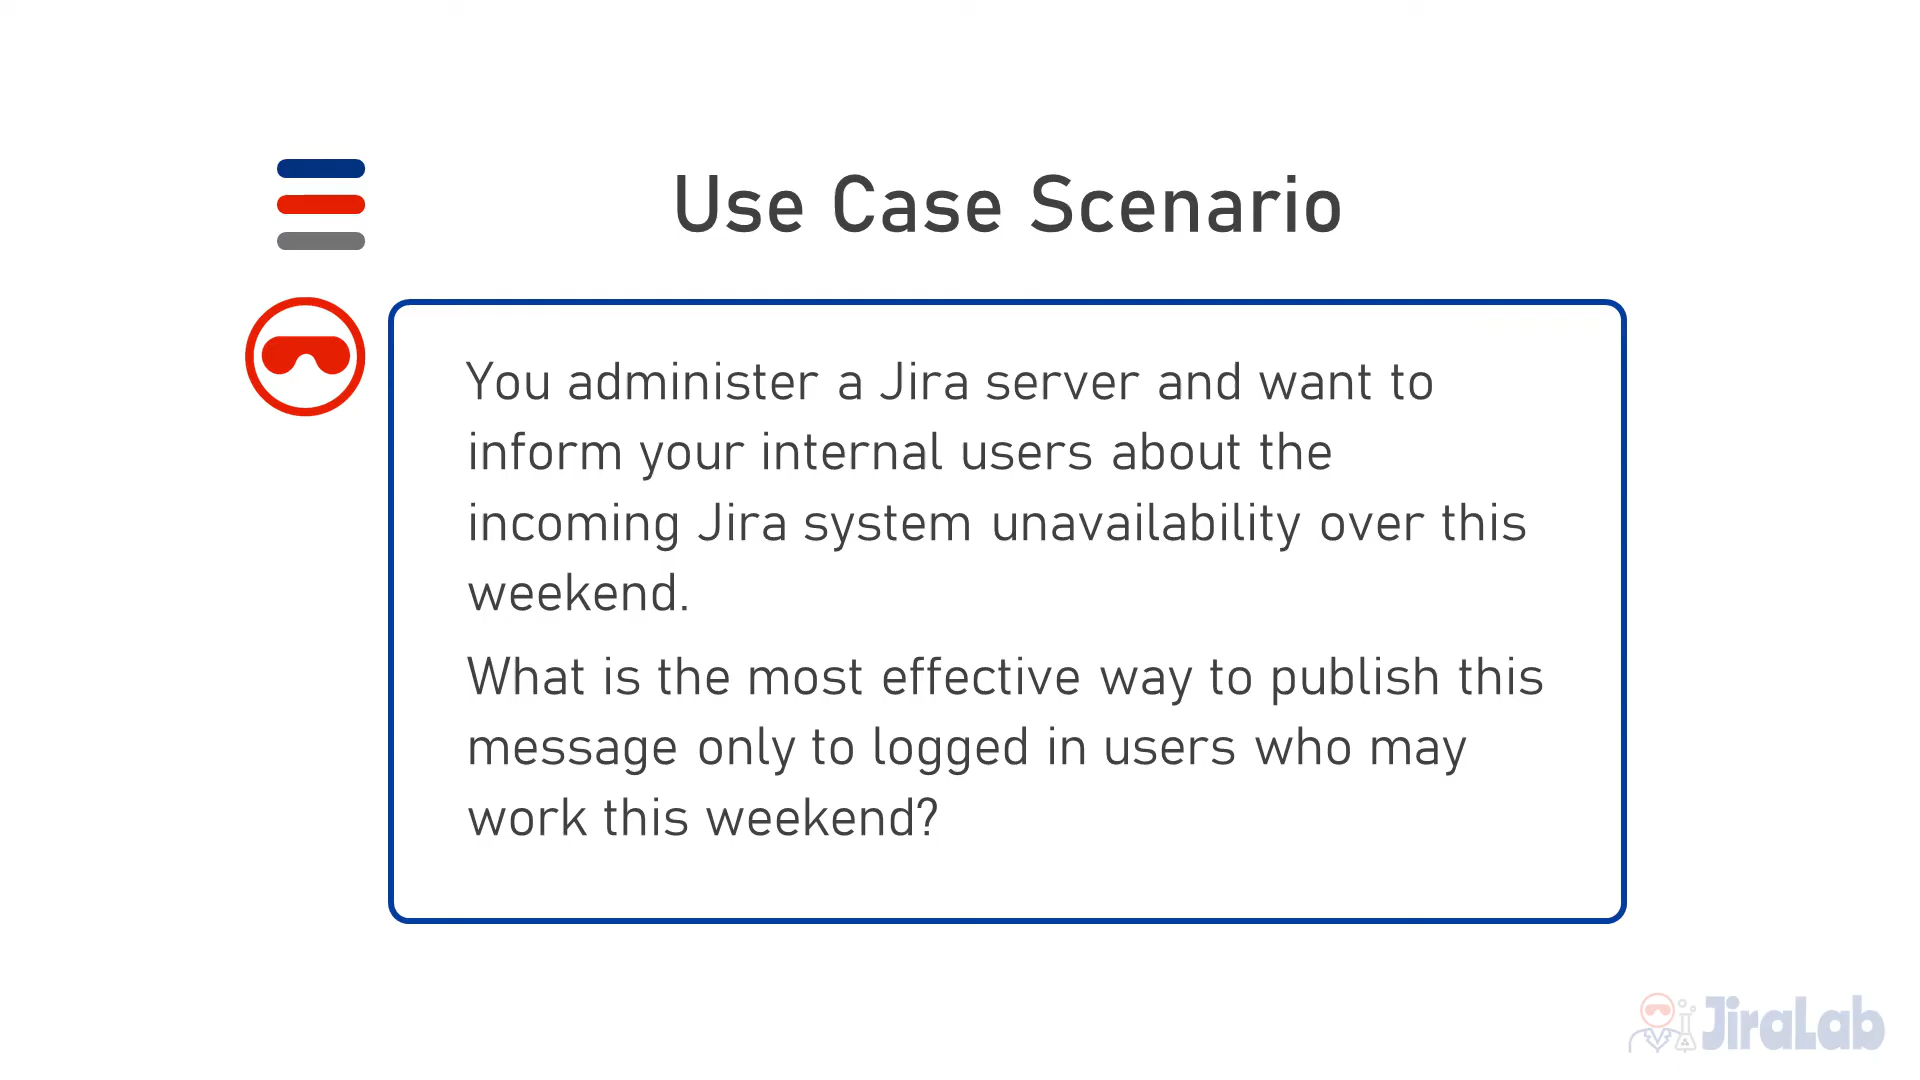 Use Case Scenario
You administer a Jira server and want to
inform your internal users about the
incoming Jira system unavailability over this
weekend.
What is the most effective way to publish this
message only to logged in users who may
work this weekend?
JiraLab